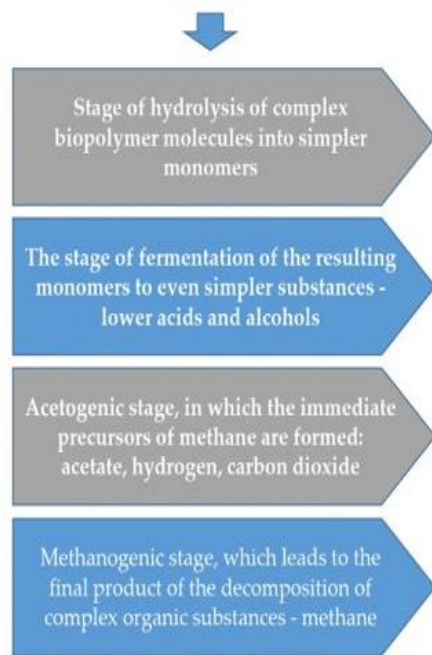 Stage of hydrolysis of complex
biopolymer molecules into simpler
monomers
The stage of fermentation of the resulting
monomers to even simpler substances -
lower acids and alcohols
Acetogenic stage, in which the immediate
precursors of methane are formed:
acetate, hydrogen, carbon dioxide
Methanogenic stage, which leads to the
final product of the decomposition of
complex organic substances - methane